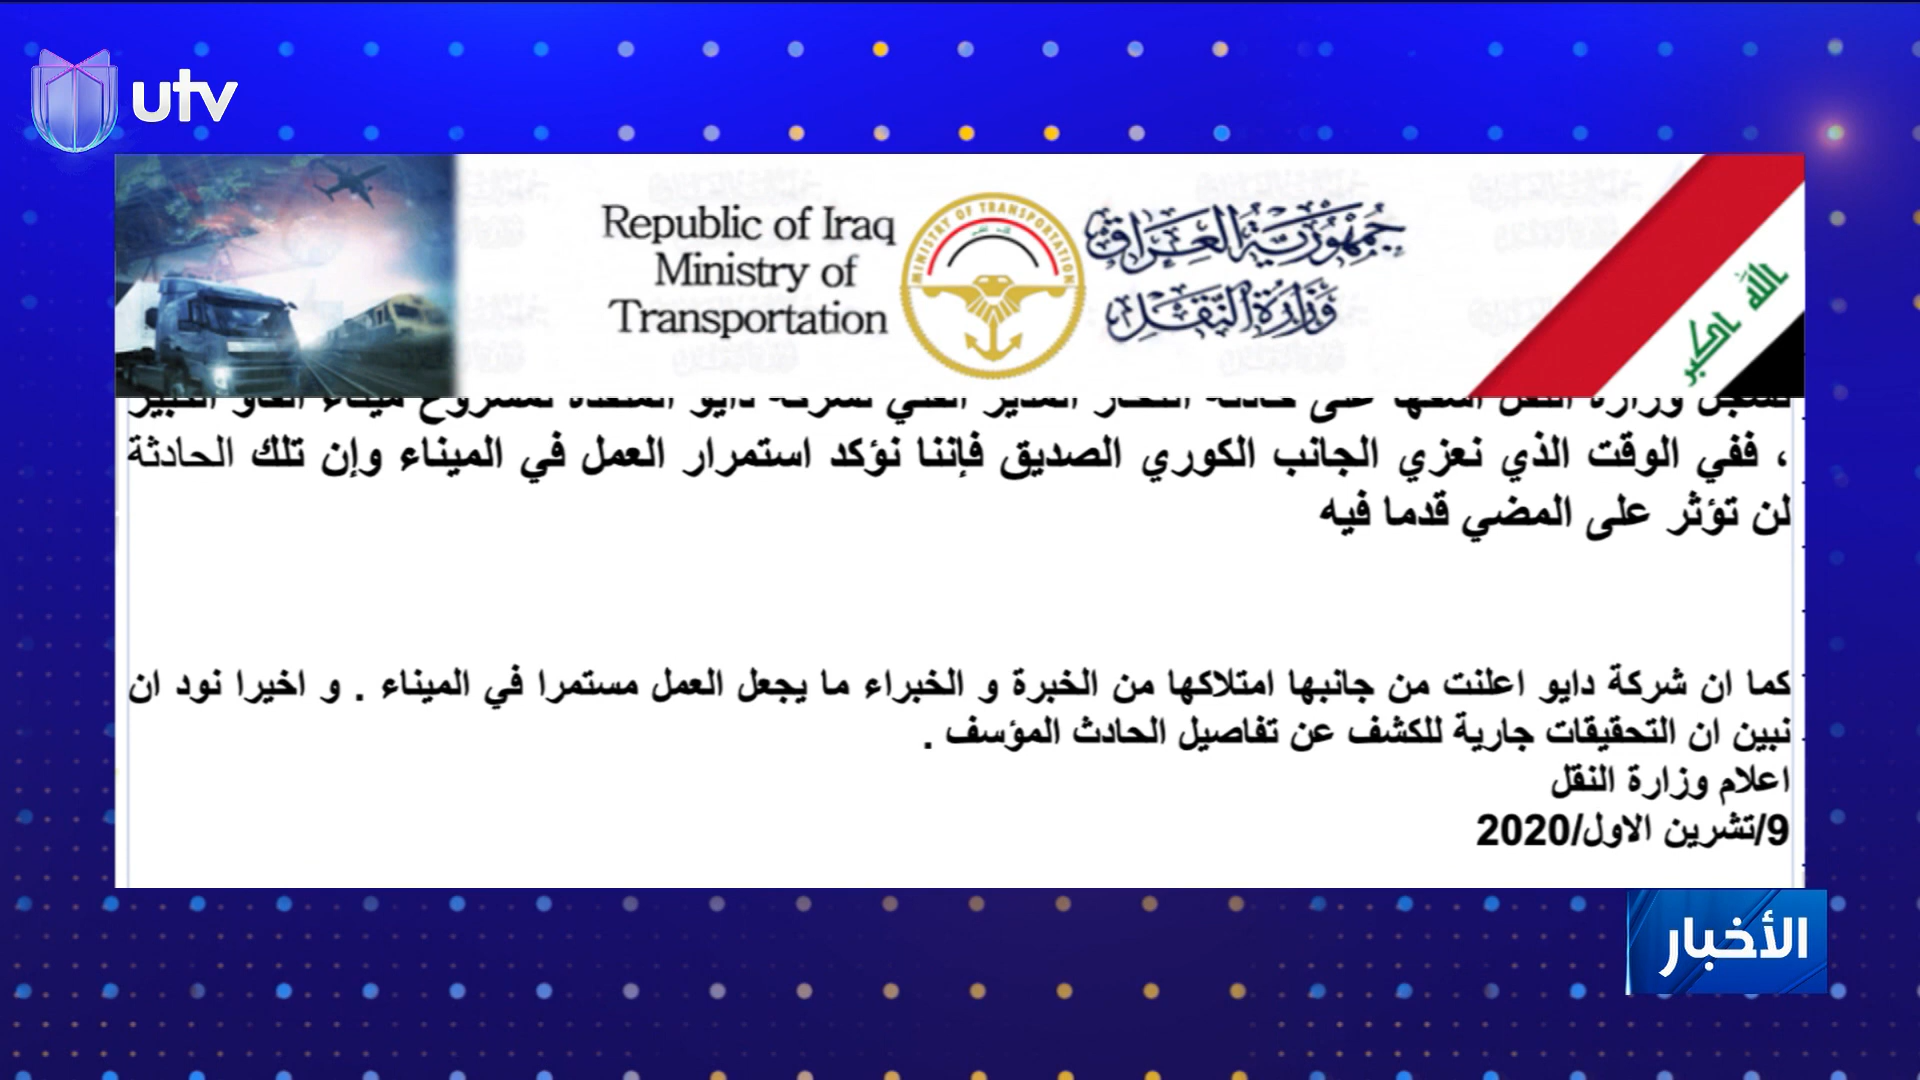 utv
Republic of Iraq
Ministry of
Transportation
MINISTRY OF TRANSPORTATION
جمهورية العراق
وزارة النقل
الله اكبر
، ففي الوقت الذي نعزي الجانب الكوري الصديق فإننا نؤكد استمرار العمل في الميناء وإن تلك الحادثة
لن تؤثر على المضي قدما فيه
كما ان شركة دايو اعلنت من جانبها امتلاكها من الخبرة و الخبراء ما يجعل العمل مستمرا في الميناء . و اخيرا نود ان
نبين ان التحقيقات جارية للكشف عن تفاصيل الحادث المؤسف .
اعلام وزارة النقل
9/تشرين الاول/2020
الأخبار